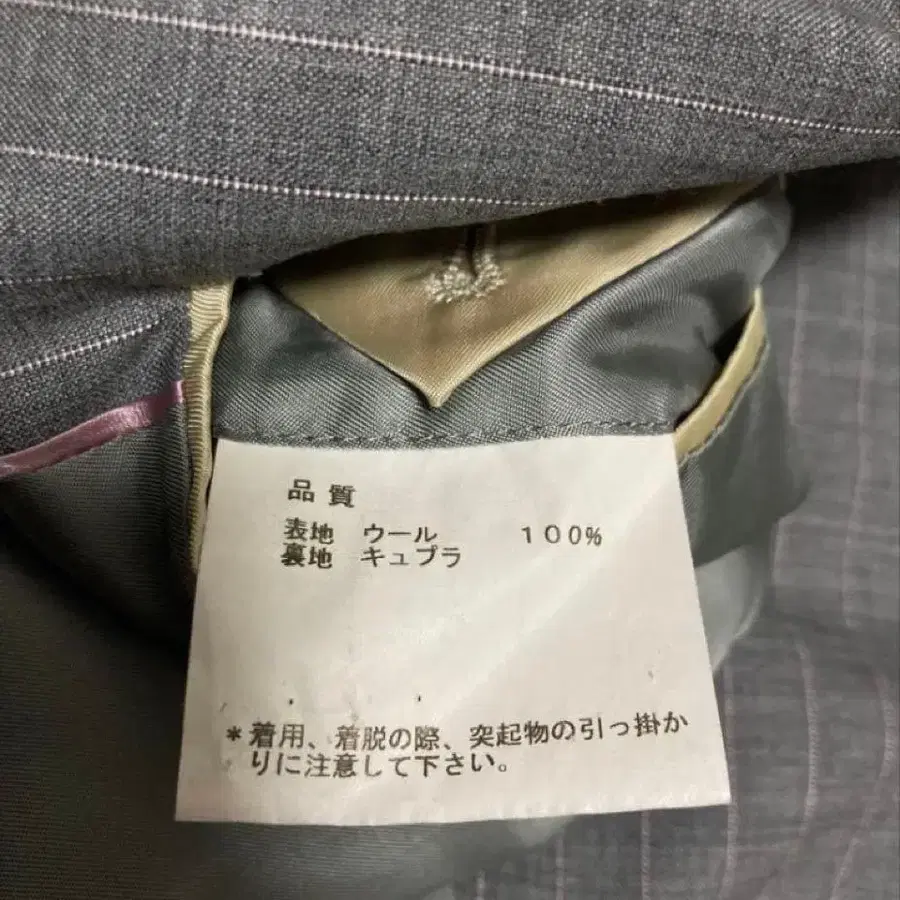 品質
表地 ウール 100%
裏地 キュプラ
*着用、着脱の際、突起物の引っ掛か
りに注意して下さい。